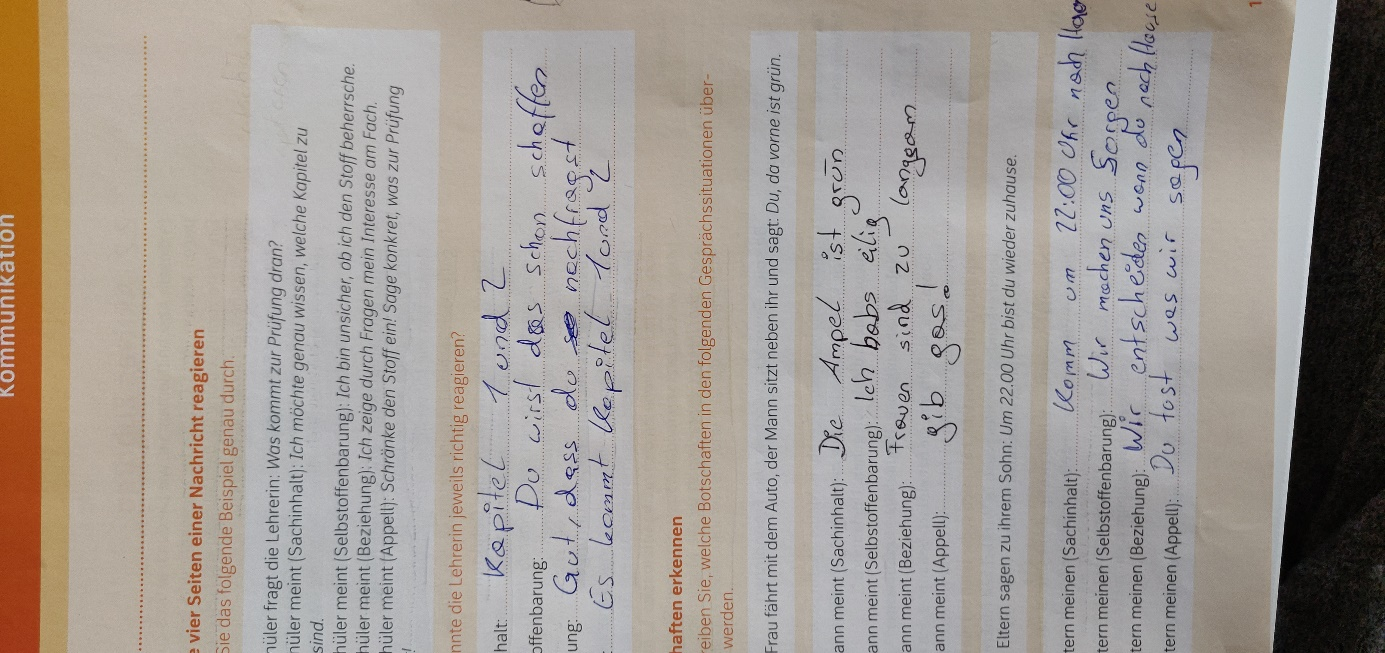 Kommunikation
e vier Seiten einer Nachricht reagieren
Sie das folgende Beispiel genau durch.
hüler fragt die Lehrerin: Was kommt zur Prüfung dran?
hüler meint (Sachinhalt): Ich möchte genau wissen, welche Kapitel zu
sind.
hüler meint (Selbstoffenbarung): Ich bin unsicher, ob ich den Stoff beherrsche.
hüler meint (Beziehung): Ich zeige durch Fragen mein Interesse am Fach.
hüler meint (Appell): Schränke den Stoff ein! Sage konkret, was zur Prüfung
!
nnte die Lehrerin jeweils richtig reagieren?
halt: Kapitel 1 und 2
offenbarung: Du wirst das schon schaffen
ung: Gut, dass du nachfragst
Es kommt Kapitel 1 und 2
haften erkennen
reiben Sie, welche Botschaften in den folgenden Gesprächssituationen über-
werden.
Frau fährt mit dem Auto, der Mann sitzt neben ihr und sagt: Du, da vorne ist grün.
ann meint (Sachinhalt): Die Ampel ist grün
ann meint (Selbstoffenbarung): Ich habs eilig
ann meint (Beziehung): Frauen sind zu langsam
ann meint (Appell): gib gas!
Eltern sagen zu ihrem Sohn: Um 22.00 Uhr bist du wieder zuhause.
tern meinen (Sachinhalt): Komm um 22:00 Uhr nach Hau
tern meinen (Selbstoffenbarung): Wir machen uns Sorgen
tern meinen (Beziehung): Wir entscheiden wann du nach Hause
tern meinen (Appell): Du tust was wir sagen
1